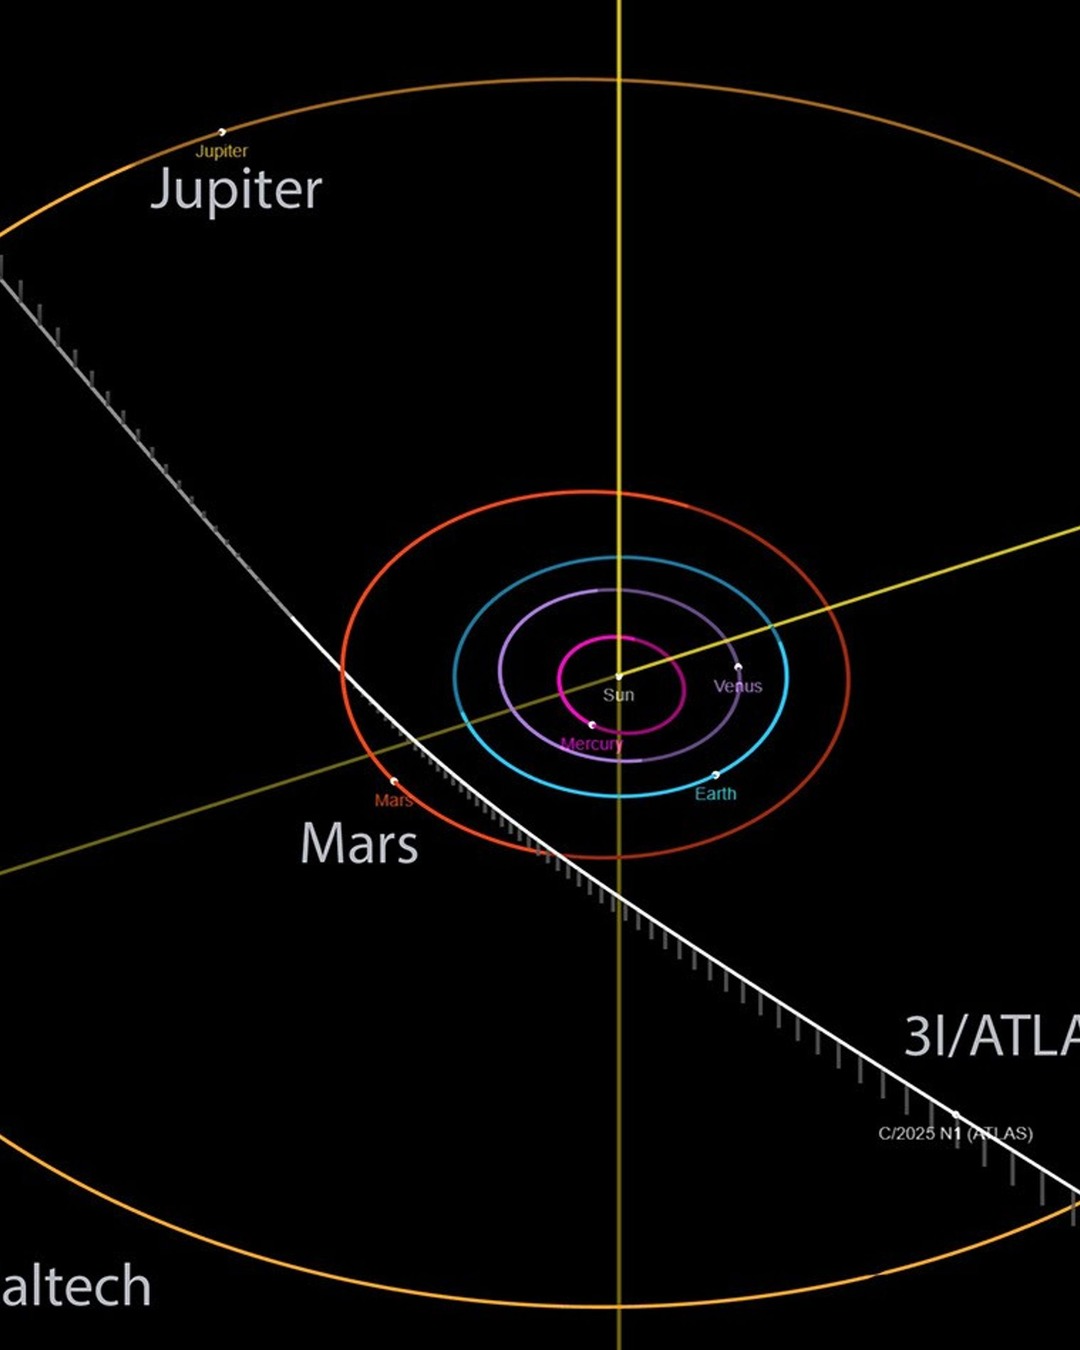 Jupiter
Jupiter
Sun
Venus
Mercury
Earth
Mars
Mars
3I/ATLA
C/2025 N1 (ATLAS)
altech